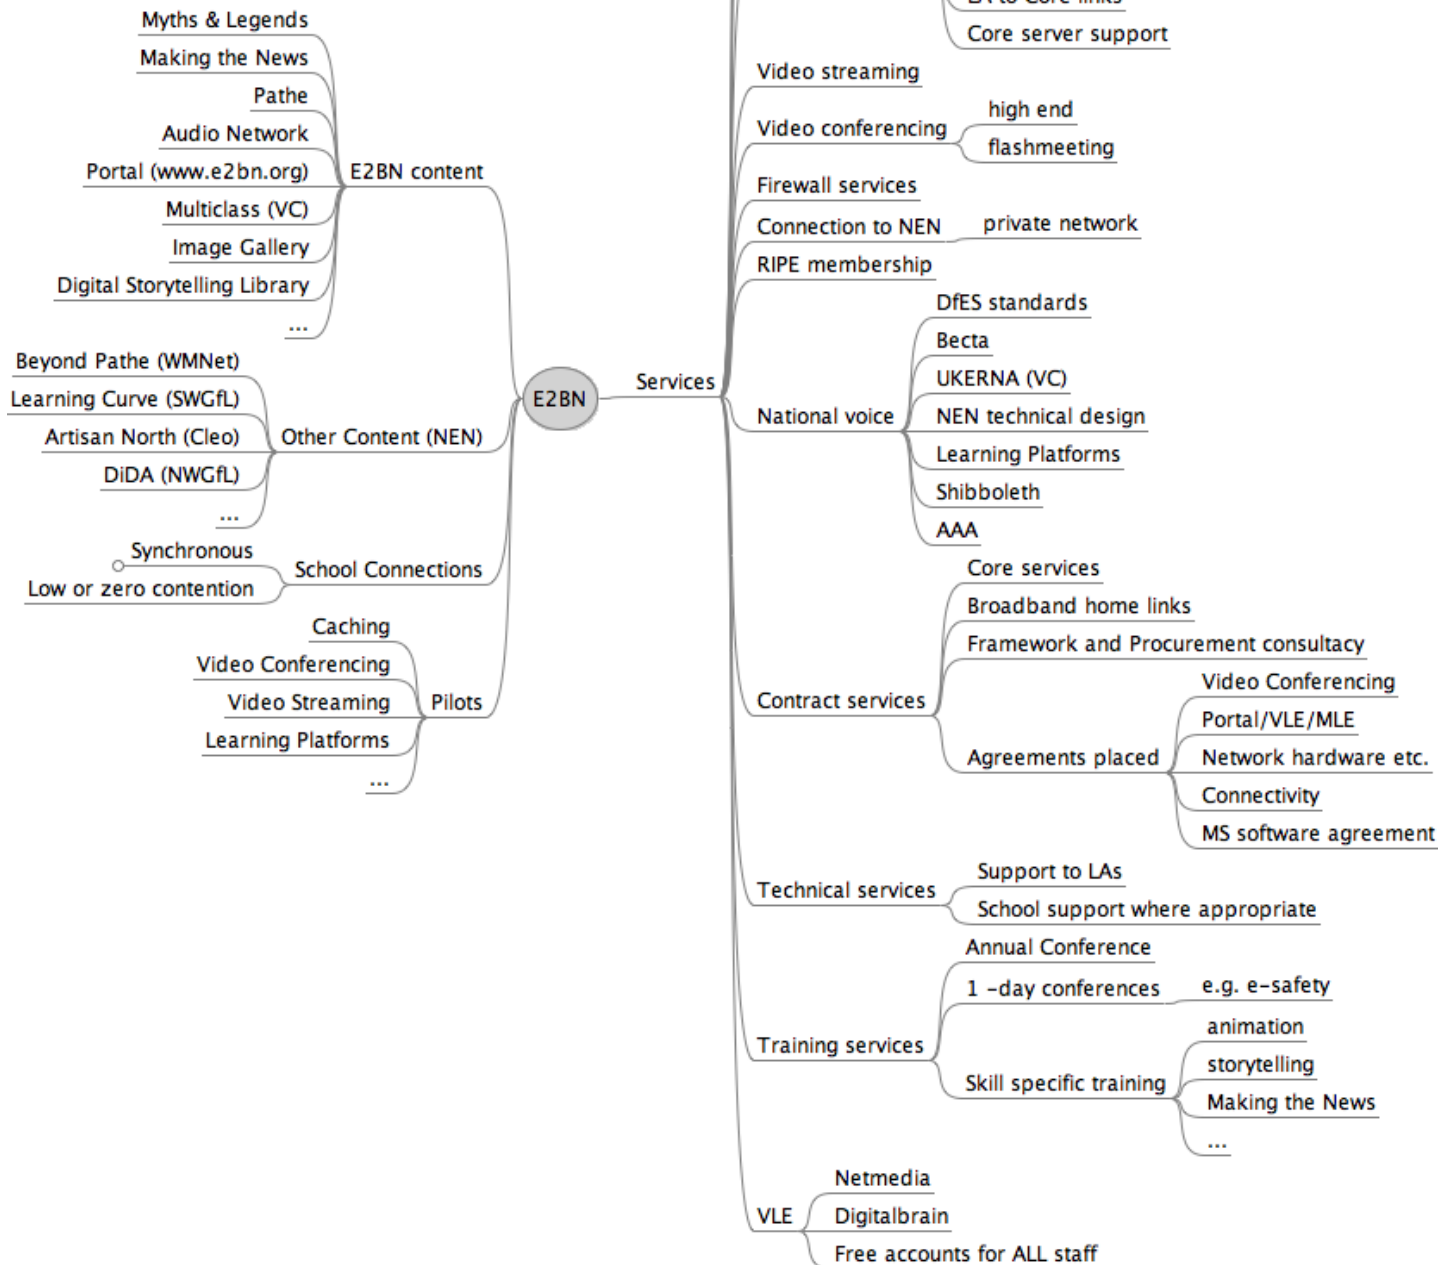 Myths & Legends
Making the News
Pathe
Audio Network
Portal (www.e2bn.org)
Multiclass (VC)
Image Gallery
Digital Storytelling Library
...
E2BN content
Beyond Pathe (WMNet)
Learning Curve (SWGfL)
Artisan North (Cleo)
DiDA (NWGfL)
...
Other Content (NEN)
Synchronous
Low or zero contention
School Connections
Caching
Video Conferencing
Video Streaming
Learning Platforms
...
Pilots
E2BN
Services
LA to Core links
Core server support
Video streaming
Video conferencing
high end
flashmeeting
Firewall services
Connection to NEN
private network
RIPE membership
National voice
DfES standards
Becta
UKERNA (VC)
NEN technical design
Learning Platforms
Shibboleth
AAA
Contract services
Core services
Broadband home links
Framework and Procurement consultacy
Agreements placed
Video Conferencing
Portal/VLE/MLE
Network hardware etc.
Connectivity
MS software agreement
Technical services
Support to LAs
School support where appropriate
Training services
Annual Conference
1 -day conferences
e.g. e-safety
Skill specific training
animation
storytelling
Making the News
...
VLE
Netmedia
Digitalbrain
Free accounts for ALL staff